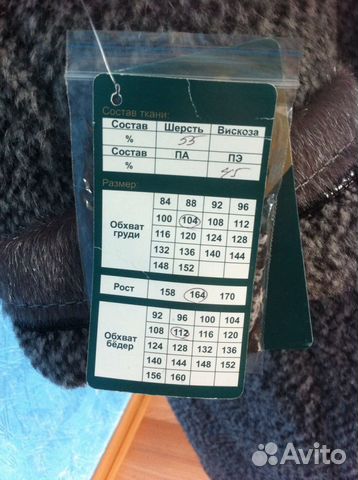 Состав ткани:
Состав Шерсть Вискоза
% 55
Состав ПА ПЭ
% 45
Размер:
Обхват груди
84 88 92 96
100 104 108 112
116 120 124 128
132 136 140 144
148 152
Рост 158 164 170
Обхват бёдер
92 96 100 104
108 112 116 120
124 128 132 136
140 144 148 152
156 160
Avito